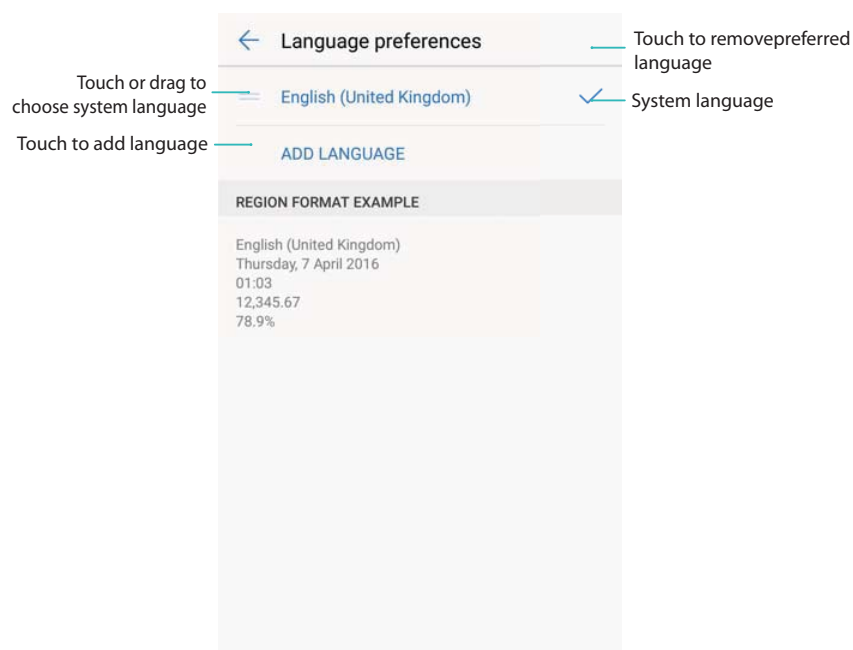 Language preferences
Touch to removepreferred
language
Touch or drag to
choose system language
English (United Kingdom)
System language
Touch to add language
ADD LANGUAGE
REGION FORMAT EXAMPLE
English (United Kingdom)
Thursday, 7 April 2016
01:03
12,345.67
78.9%